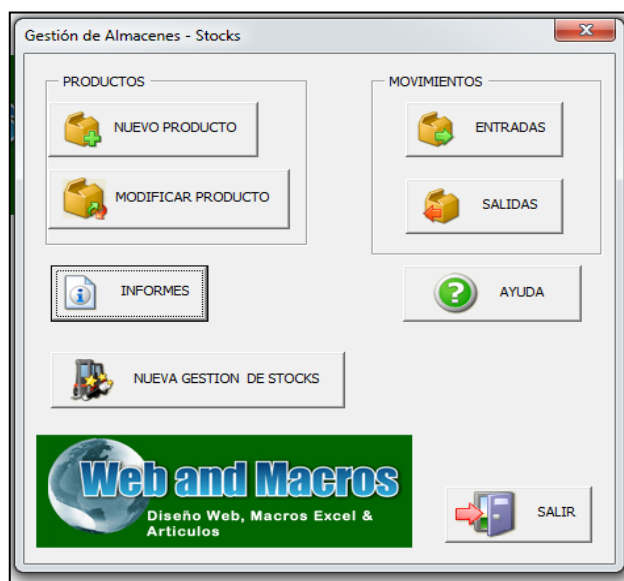 Gestión de Almacenes - Stocks
PRODUCTOS
NUEVO PRODUCTO
MODIFICAR PRODUCTO
MOVIMIENTOS
ENTRADAS
SALIDAS
INFORMES
AYUDA
NUEVA GESTION DE STOCKS
Web and Macros
Diseño Web, Macros Excel &
Articulos
SALIR